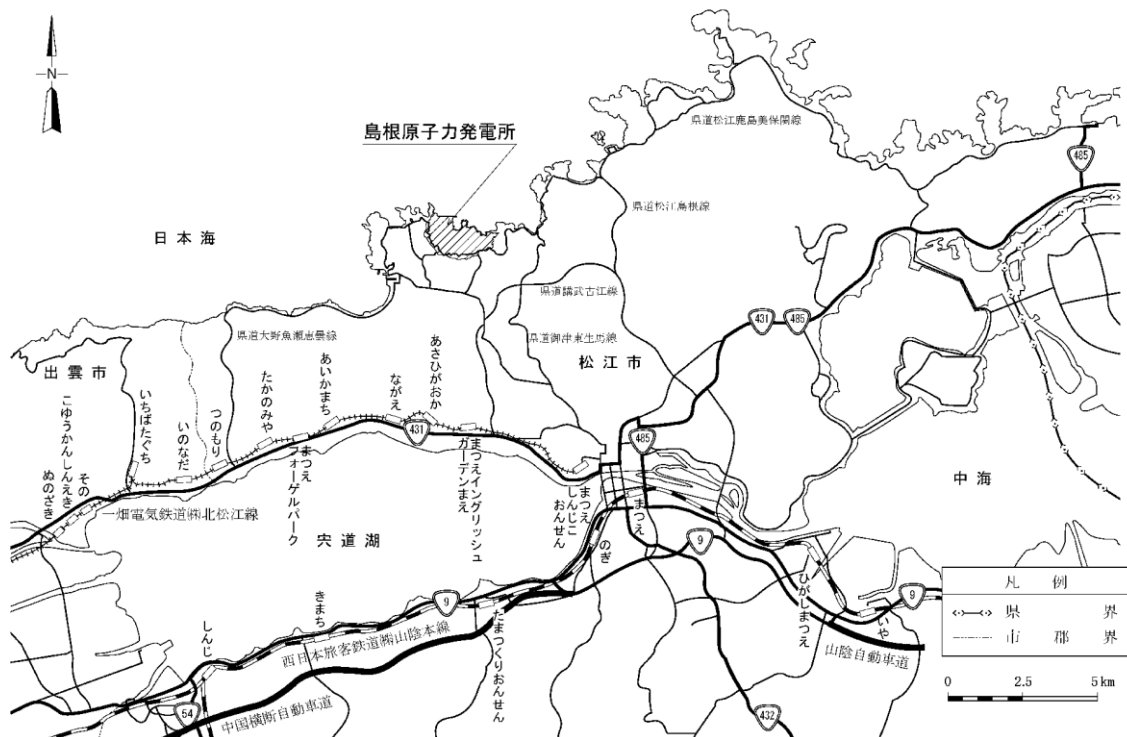 N
島根原子力発電所
県道松江鹿島美保関線
485
県道松江島根線
日本海
県道講武古江線
県道大野魚瀬恵曇線
県道御津東生馬線
431
485
松江市
出雲市
こゆうかんしんえき
ぬのざき
その
いちばたぐち
いのなだ
つのもり
たかのみや
まつえ
フォーゲルパーク
あいかまち
ながえ
431
あさひがおか
まつえイングリッシュ
ガーデンまえ
485
中海
一畑電気鉄道㈱北松江線
宍道湖
まつえ
しんじこ
おんせん
まつえ
のぎ
9
ひがしまつえ
いや
9
山陰自動車道
きまち
9
しんじ
西日本旅客鉄道㈱山陰本線
たまつくりおんせん
54
中国横断自動車道
432
凡例
県界
市郡界
0 2.5 5km